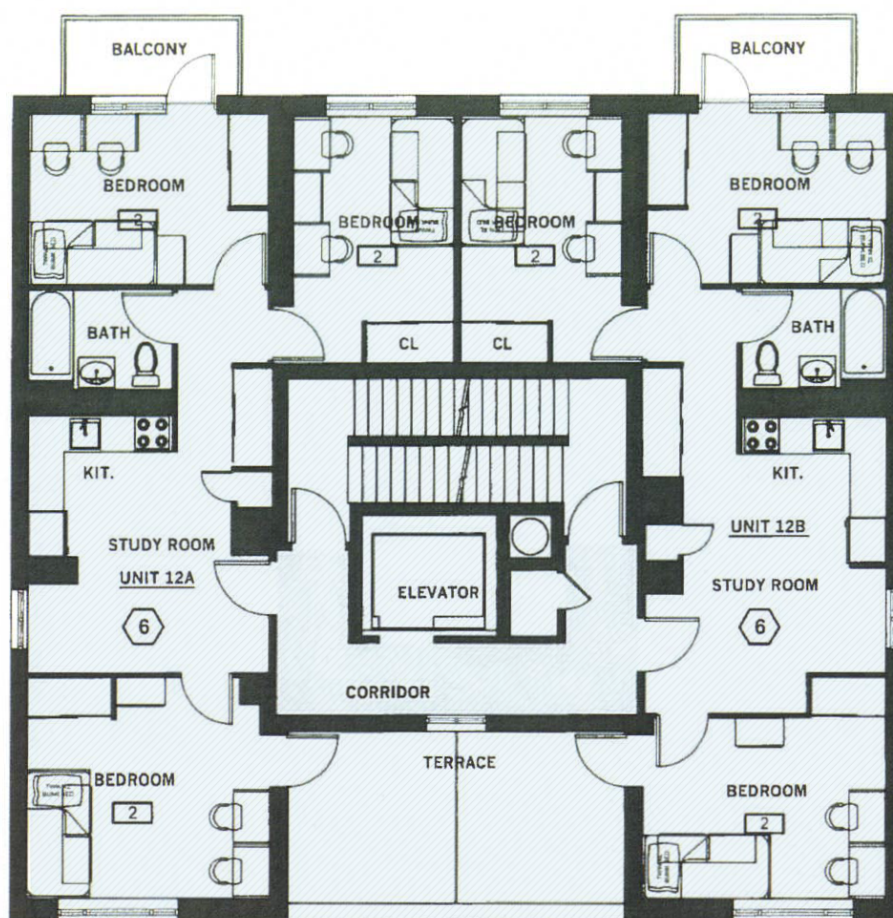 BALCONY
BALCONY
BEDROOM
2
BEDROOM
2
BEDROOM
2
BEDROOM
2
BATH
CL
CL
BATH
KIT.
KIT.
STUDY ROOM
UNIT 12A
6
ELEVATOR
UNIT 12B
STUDY ROOM
6
CORRIDOR
TERRACE
BEDROOM
2
BEDROOM
2